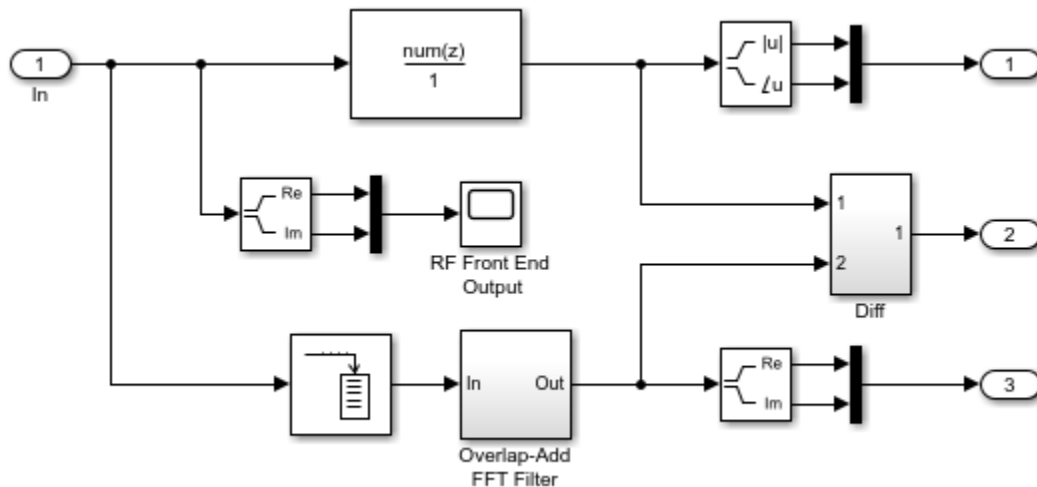 num(z)
1
|u|
∠u
1
In
1
Re
Im
RF Front End
Output
1
2
1
2
Diff
In
Out
Overlap-Add
FFT Filter
Re
Im
3